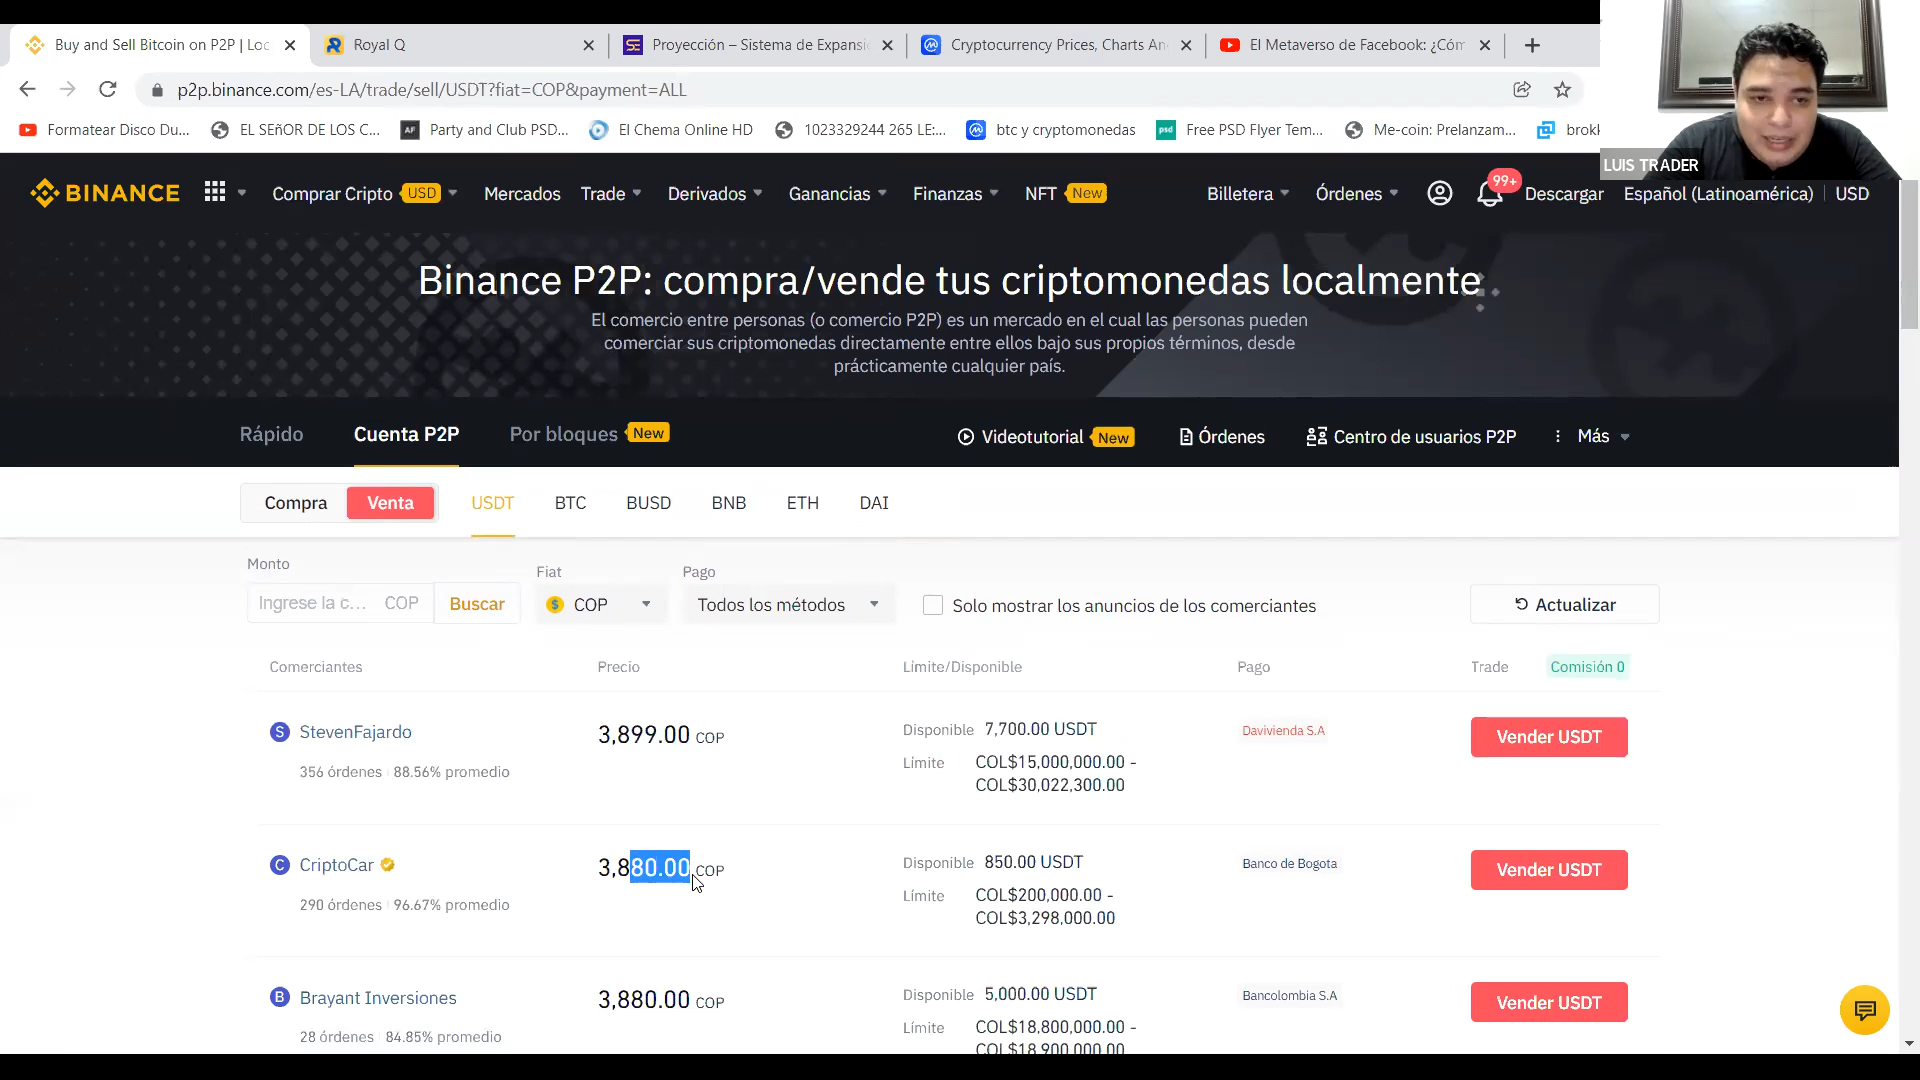 Buy and Sell Bitcoin on P2P | Loc
Royal Q
Proyección – Sistema de Expansi
Cryptocurrency Prices, Charts An
El Metaverso de Facebook: ¿Cóm
p2p.binance.com/es-LA/trade/sell/USDT?fiat=COP&payment=ALL
Formatear Disco Du...
EL SEñOR DE LOS C...
AF
Party and Club PSD...
El Chema Online HD
1023329244 265 LE:...
btc y cryptomonedas
psd
Free PSD Flyer Tem...
Me-coin: Prelanzam...
brokk
LUIS TRADER
BINANCE
Comprar Cripto USD
Mercados
Trade
Derivados
Ganancias
Finanzas
NFT New
Billetera
Órdenes
99+
Descargar
Español (Latinoamérica)
USD
Binance P2P: compra/vende tus criptomonedas localmente
El comercio entre personas (o comercio P2P) es un mercado en el cual las personas pueden
comerciar sus criptomonedas directamente entre ellos bajo sus propios términos, desde
prácticamente cualquier país.
Rápido
Cuenta P2P
Por bloques New
Videotutorial New
Órdenes
Centro de usuarios P2P
Más
Compra
Venta
USDT
BTC
BUSD
BNB
ETH
DAI
Monto
Fiat
Pago
Ingrese la c... COP
Buscar
COP
Todos los métodos
Solo mostrar los anuncios de los comerciantes
Actualizar
Comerciantes
Precio
Límite/Disponible
Pago
Trade
Comisión 0
S StevenFajardo
356 órdenes
88.56% promedio
3,899.00 COP
Disponible 7,700.00 USDT
Límite COL$15,000,000.00 -
COL$30,022,300.00
Davivienda S.A
Vender USDT
C CriptoCar
290 órdenes
96.67% promedio
3,880.00 COP
Disponible 850.00 USDT
Límite COL$200,000.00 -
COL$3,298,000.00
Banco de Bogota
Vender USDT
B Brayant Inversiones
28 órdenes
84.85% promedio
3,880.00 COP
Disponible 5,000.00 USDT
Límite COL$18,800,000.00 -
COL$18,900,000.00
Bancolombia S.A
Vender USDT